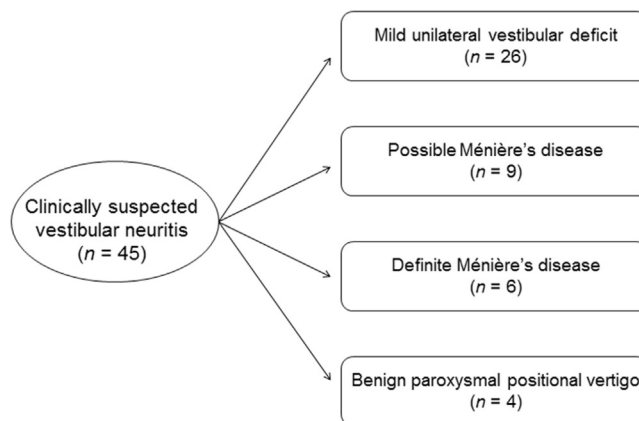 Mild unilateral vestibular deficit
(n = 26)
Possible Ménière's disease
(n = 9)
Clinically suspected
vestibular neuritis
(n = 45)
Definite Ménière's disease
(n = 6)
Benign paroxysmal positional vertigo
(n = 4)